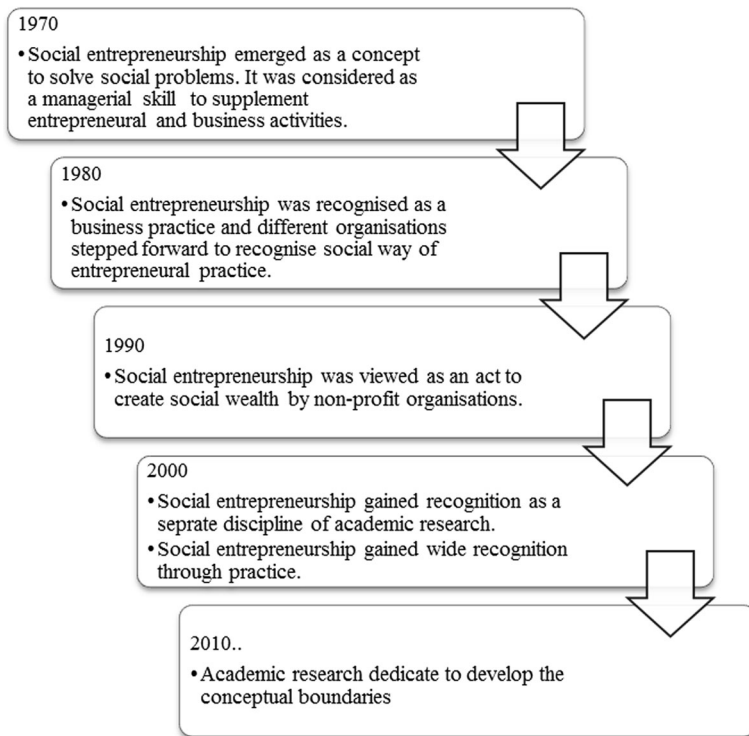 1970
•Social entrepreneurship emerged as a concept
to solve social problems. It was considered as
a managerial skill to supplement
entrepreneural and business activities.
1980
•Social entrepreneurship was recognised as a
business practice and different organisations
stepped forward to recognise social way of
entrepreneural practice.
1990
•Social entrepreneurship was viewed as an act to
create social wealth by non-profit organisations.
2000
•Social entrepreneurship gained recognition as a
seprate discipline of academic research.
•Social entrepreneurship gained wide recognition
through practice.
2010..
•Academic research dedicate to develop the
conceptual boundaries